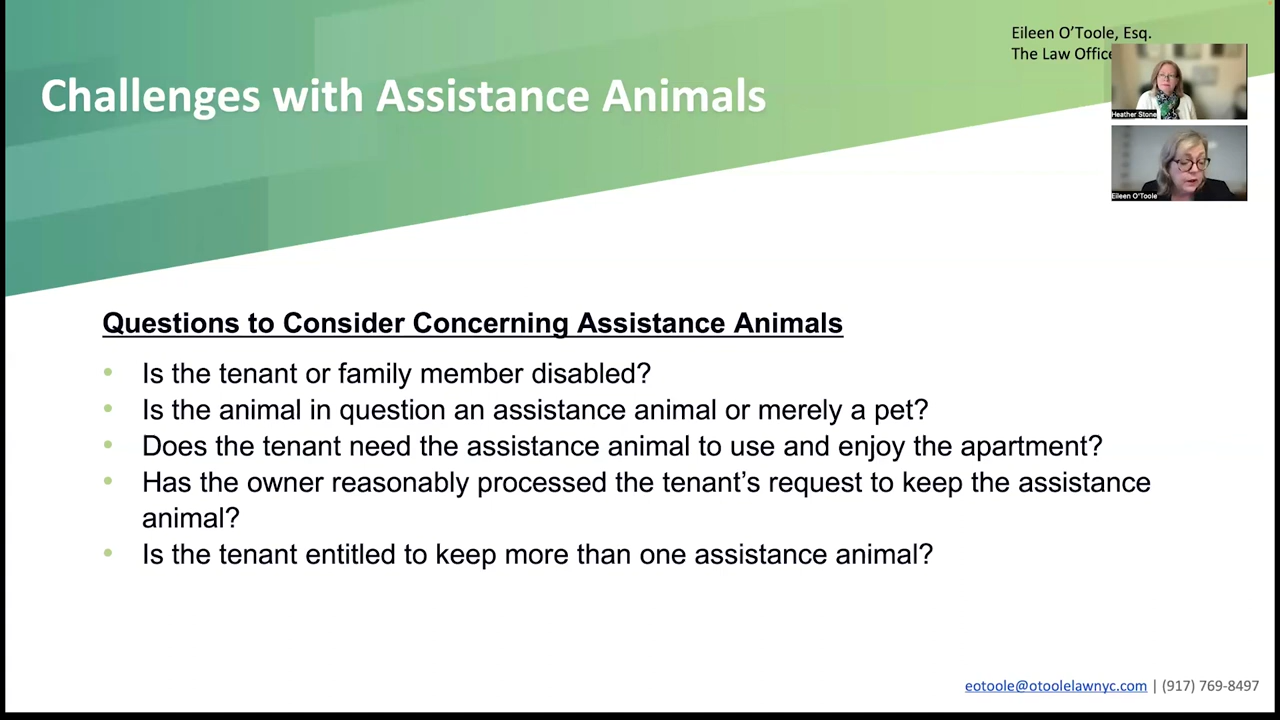 Eileen O’Toole, Esq.
The Law Office
Challenges with Assistance Animals
Heather Stone
Eileen O'Toole
Questions to Consider Concerning Assistance Animals
• Is the tenant or family member disabled?
• Is the animal in question an assistance animal or merely a pet?
• Does the tenant need the assistance animal to use and enjoy the apartment?
• Has the owner reasonably processed the tenant’s request to keep the assistance
animal?
• Is the tenant entitled to keep more than one assistance animal?
eotoole@otoolelawnyc.com | (917) 769-8497